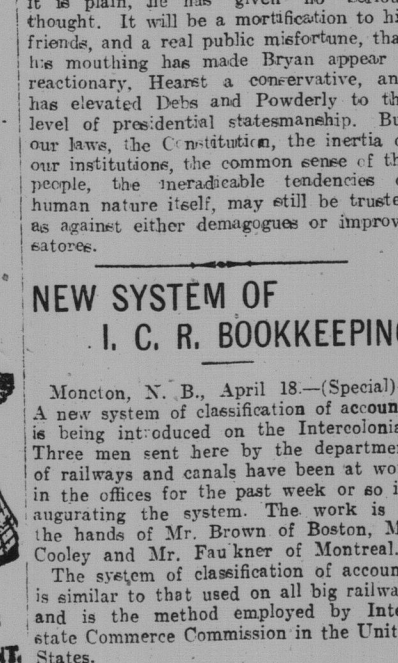 it is plain, he has given no
thought. It will be a mortification to hi
friends, and a real public misfortune, tha
his mouthing has made Bryan appear
reactionary, Hearst a conservative, an
has elevated Debs and Powderly to th
level of presidential statesmanship. Bu
our laws, the Constitution, the inertia o
our institutions, the common sense of th
people, the ineradicable tendencies o
human nature itself, may still be truste
as against either demagogues or improv
satores.
NEW SYSTEM OF
I. C. R. BOOKKEEPING
Moncton, N. B., April 18.—(Special)
A new system of classification of accoun
is being introduced on the Intercolonia
Three men sent here by the departme
of railways and canals have been at wo
in the offices for the past week or so i
augurating the system. The work is
the hands of Mr. Brown of Boston, M
Cooley and Mr. Faulkner of Montreal.
The system of classification of accoun
is similar to that used on all big railwa
and is the method employed by Inte
state Commerce Commission in the Unit
States.